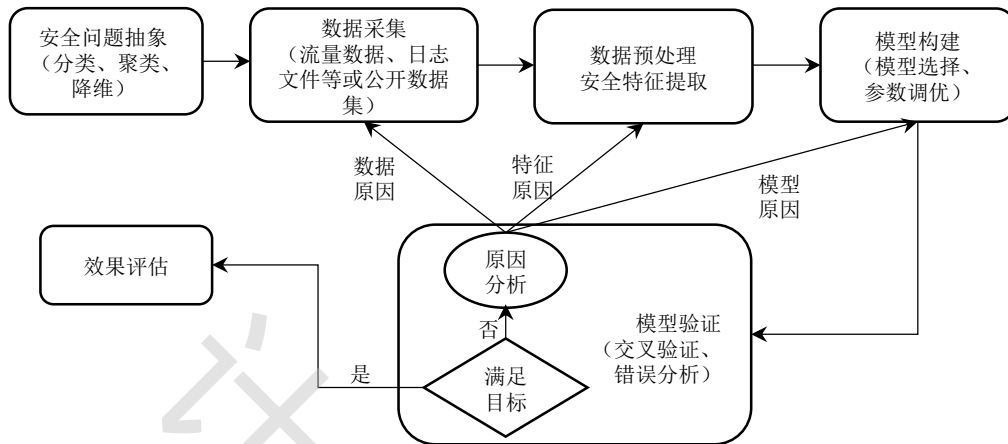 安全问题抽象
（分类、聚类、
降维）
数据采集
（流量数据、日志
文件等或公开数据
集）
数据预处理
安全特征提取
模型构建
（模型选择、
参数调优）
数据
原因
特征
原因
模型
原因
效果评估
原因
分析
否
模型验证
（交叉验证、
错误分析）
是
满足
目标